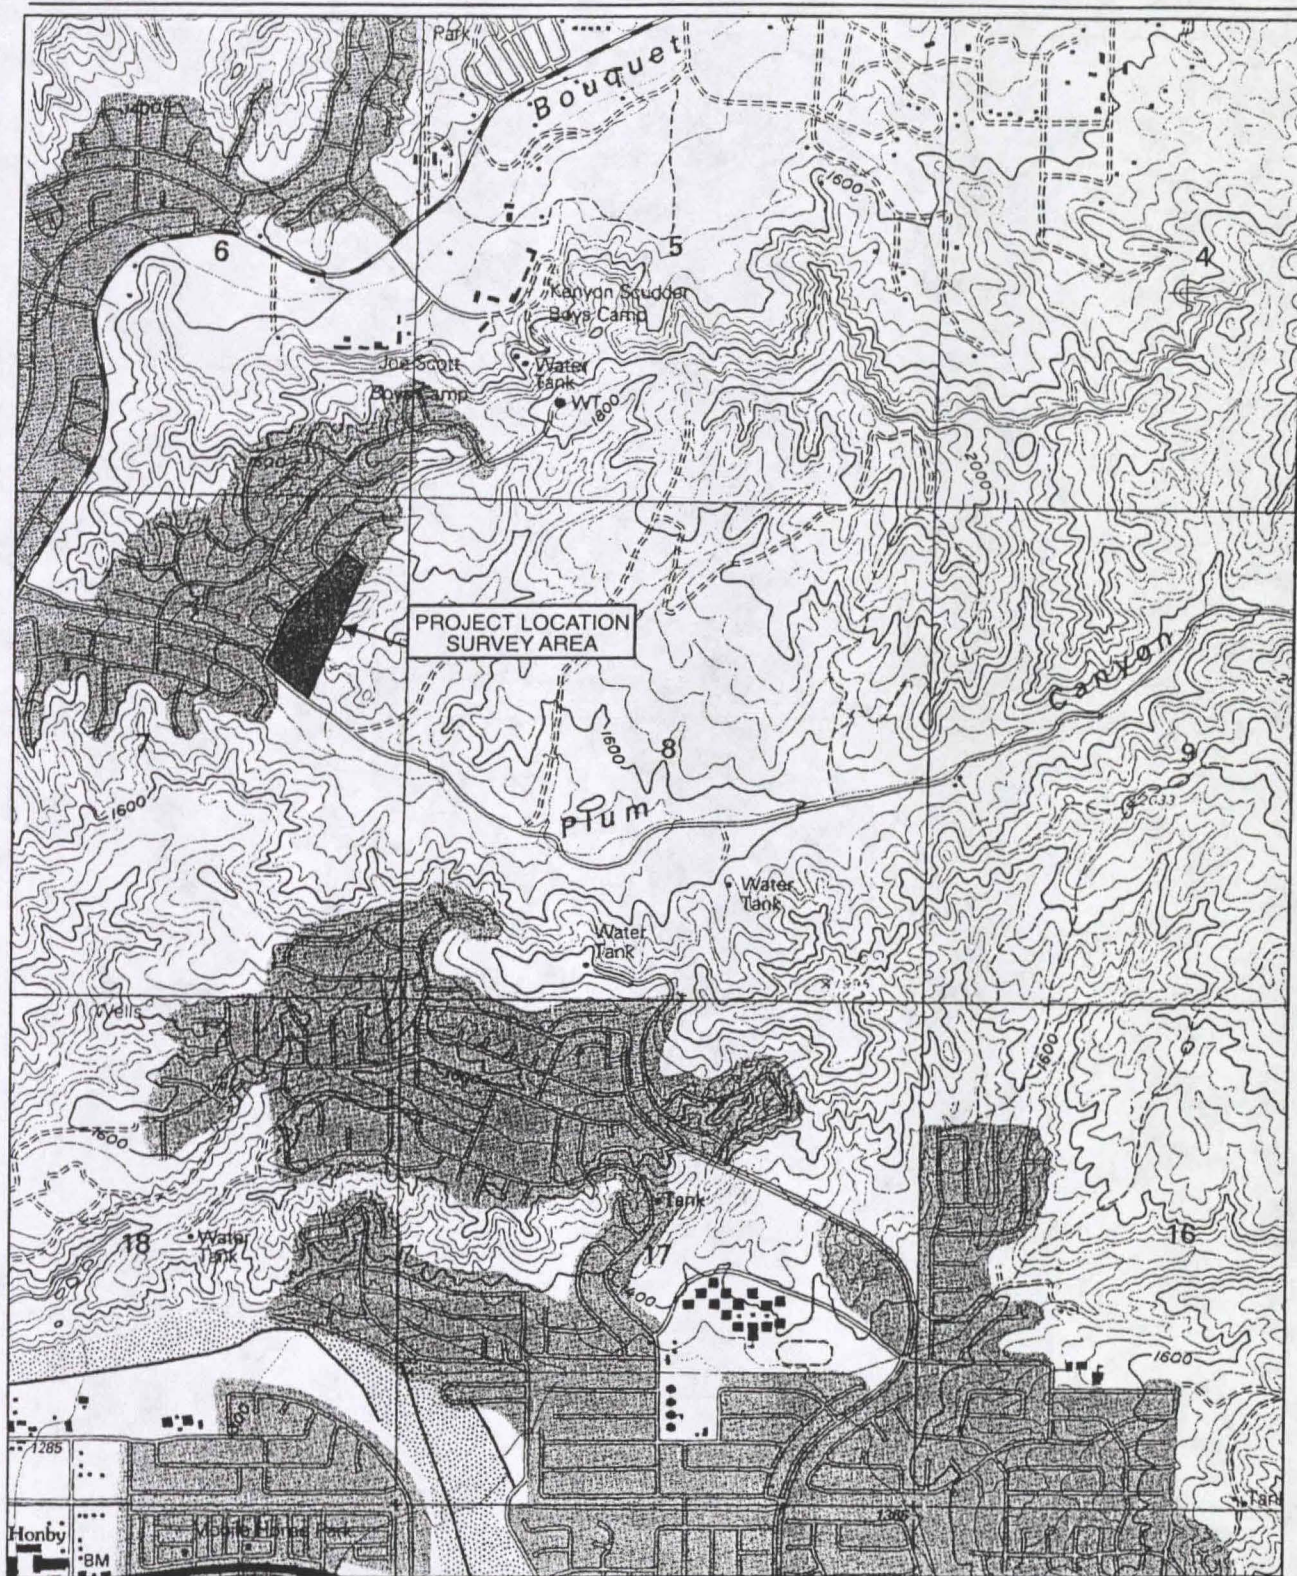 Park
Bouquet
1600
6
5
4
Kenyon Scudder
Boys Camp
Joe Scott
Boys Camp
Water
Tank
WT
1800
2000
PROJECT LOCATION
SURVEY AREA
Canyon
7
1600
8
9
1600
2033
Plum
Water
Tank
Water
Tank
Wells
1600
1600
Tank
18
Water
Tank
17
16
1400
1600
1285
1365
Honby
Mobile Home Park
BM